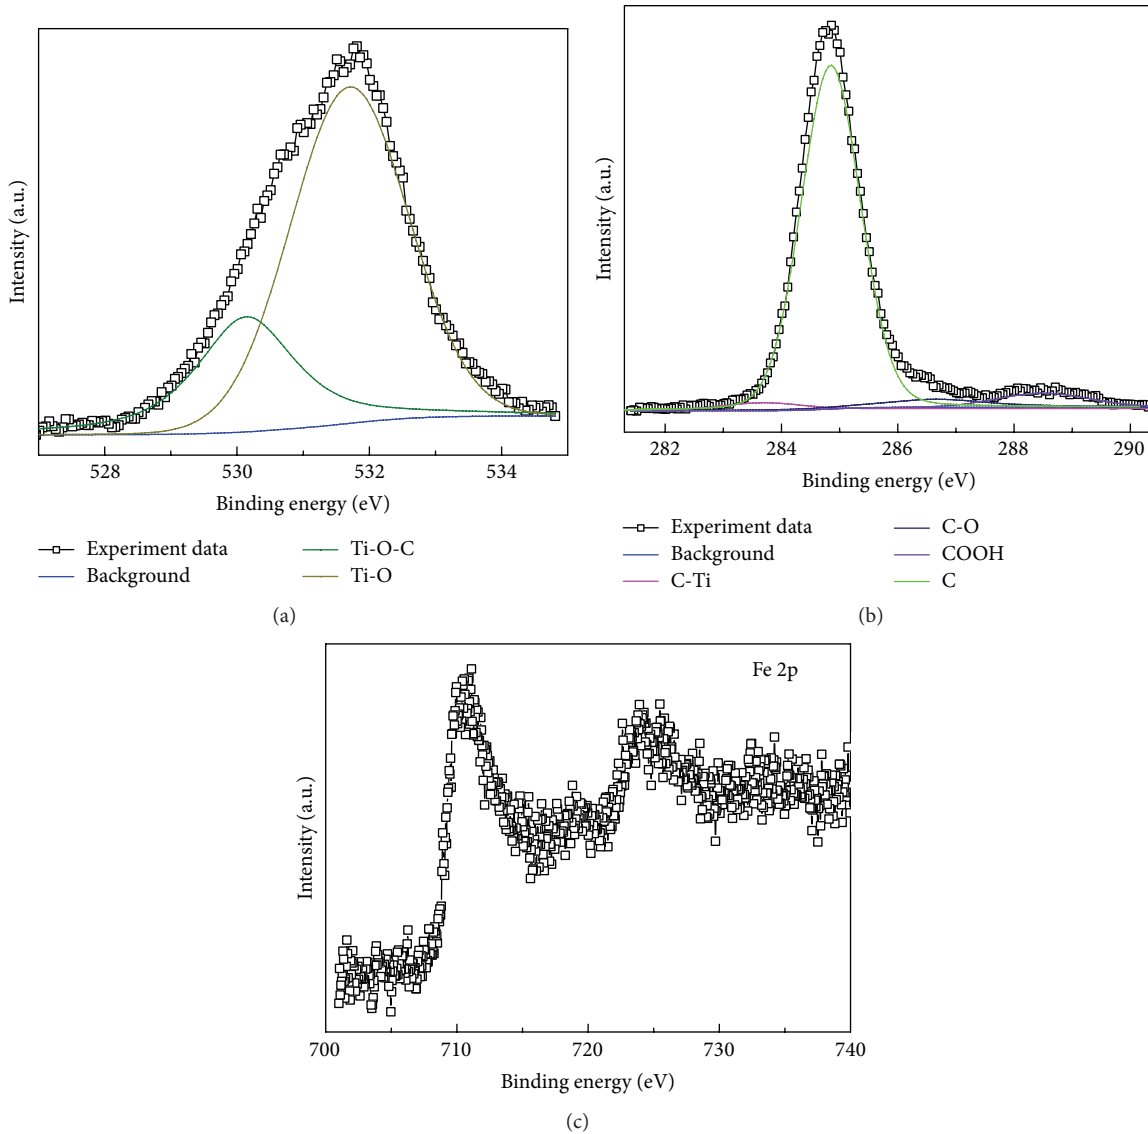 Intensity (a.u.)
528 530 532 534
Binding energy (eV)
Experiment data
Background
Ti-O-C
Ti-O
(a)
Intensity (a.u.)
282 284 286 288 290
Binding energy (eV)
Experiment data
Background
C-Ti
C-O
COOH
C
(b)
Fe 2p
Intensity (a.u.)
700 710 720 730 740
Binding energy (eV)
(c)